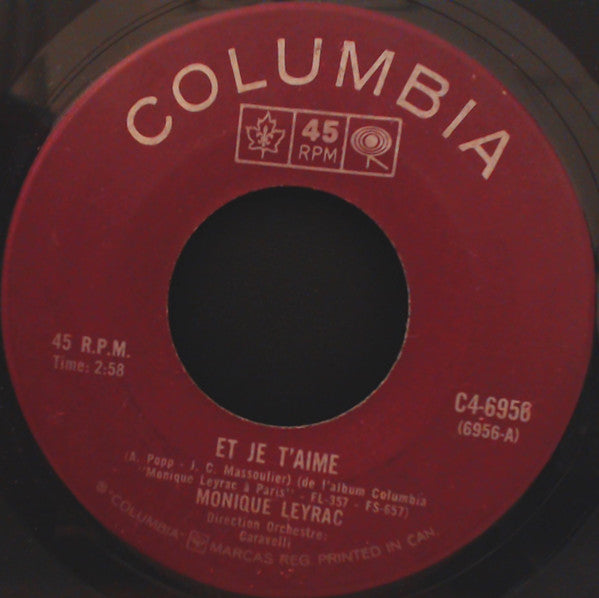 COLUMBIA
45
RPM
45 R.P.M.
Time: 2:58
C4-6956
(6956-A)
ET JE T'AIME
(A. Popp - J. C. Massoulier) (de l'album Columbia
"Monique Leyrac à Paris" - FL-357 - FS-657)
MONIQUE LEYRAC
Direction Orchestre:
Caravelli
® "COLUMBIA" MARCAS REG. PRINTED IN CAN.